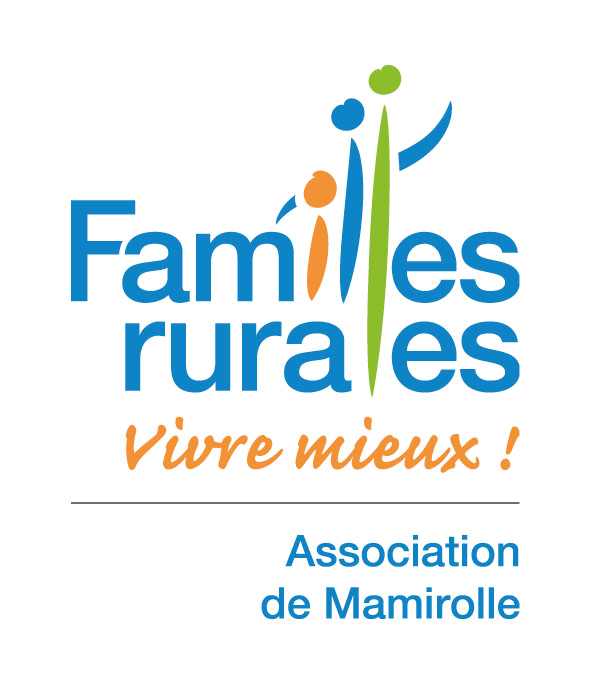 Familles
rurales
Vivre mieux !
Association
de Mamirolle